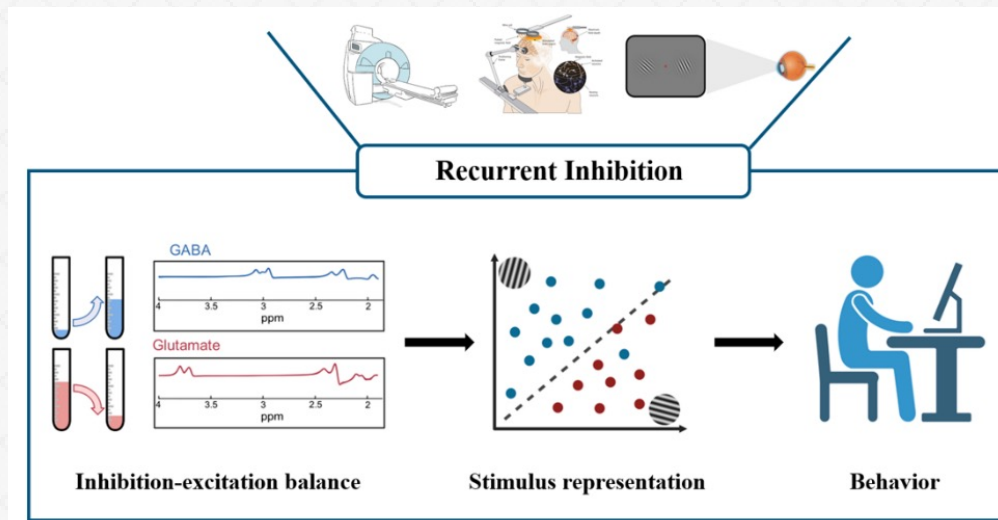 Recurrent Inhibition
GABA
4 3.5 3 2.5 2
ppm
Glutamate
4 3.5 3 2.5 2
ppm
Inhibition-excitation balance
Stimulus representation
Behavior